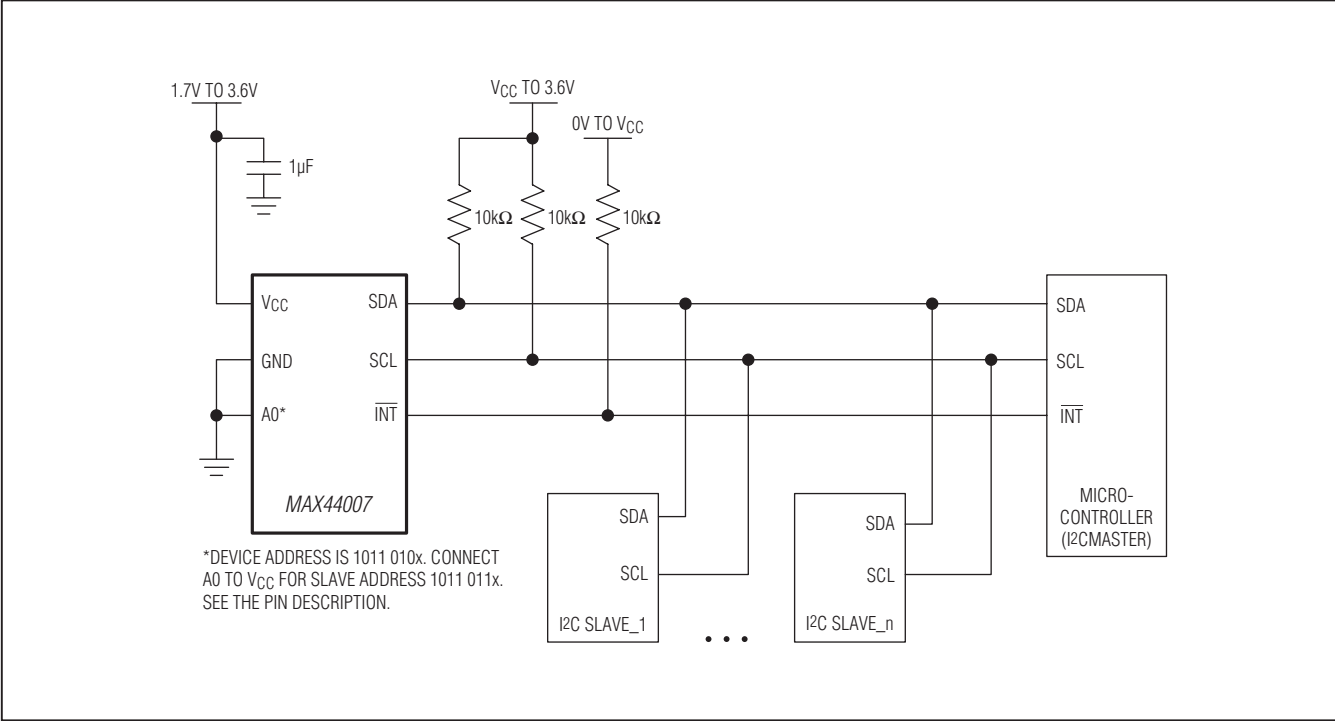 1.7V TO 3.6V
VCC TO 3.6V
0V TO VCC
1µF
10kΩ
10kΩ
10kΩ
VCC
SDA
GND
SCL
A0*
INT
MAX44007
SDA
SCL
INT
MICRO-
CONTROLLER
(I2CMASTER)
*DEVICE ADDRESS IS 1011 010x. CONNECT
A0 TO VCC FOR SLAVE ADDRESS 1011 011x.
SEE THE PIN DESCRIPTION.
SDA
SCL
I2C SLAVE_1
• • •
SDA
SCL
I2C SLAVE_n